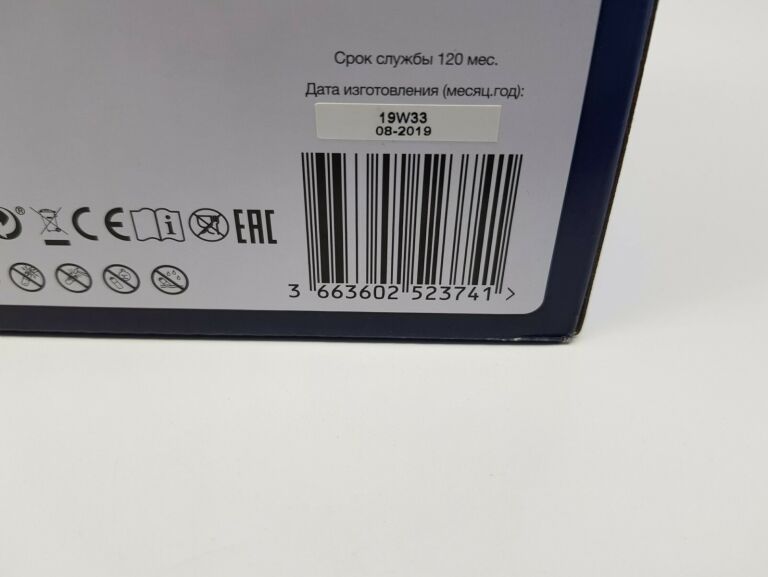 Срок службы 120 мес.
Дата изготовления (месяц.год):
19W33
08-2019
® CE i EAC
3 663602 523741 >